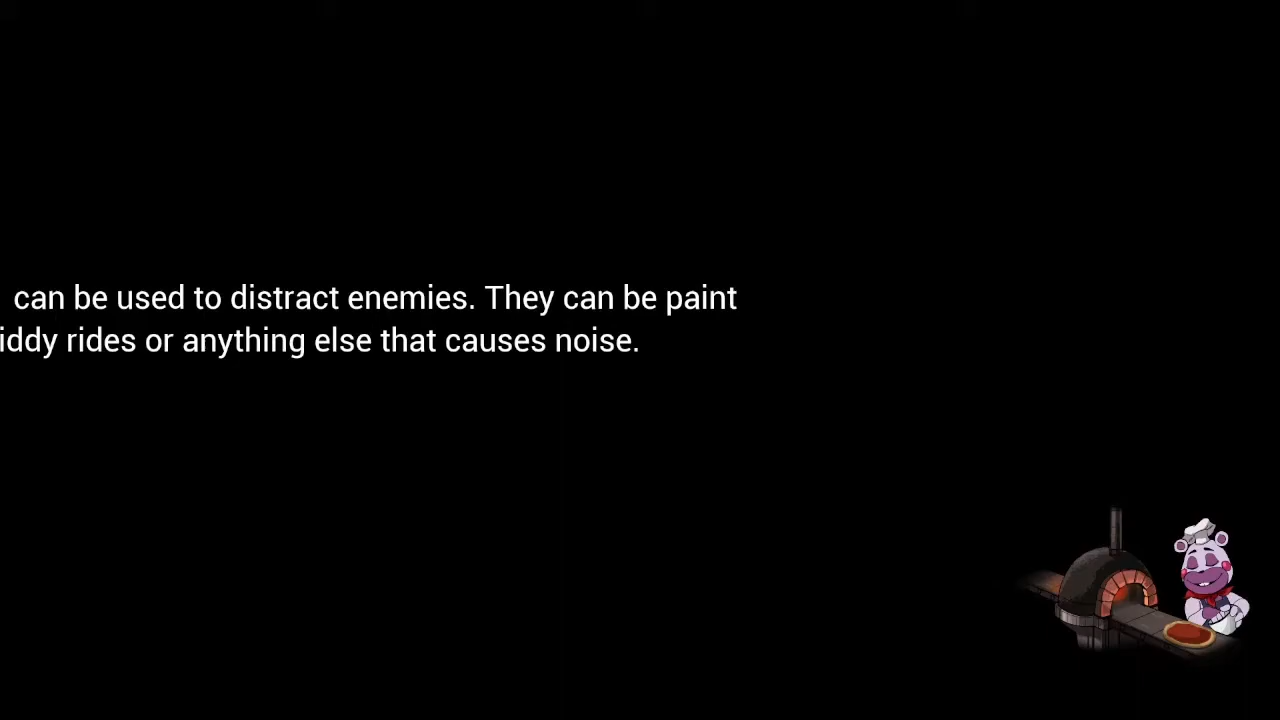 can be used to distract enemies. They can be paint
iddy rides or anything else that causes noise.